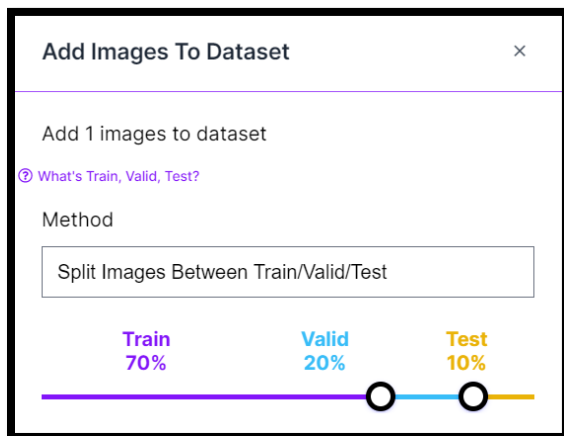 Add Images To Dataset ×
Add 1 images to dataset
What's Train, Valid, Test?
Method
Split Images Between Train/Valid/Test
Train Valid Test
70% 20% 10%